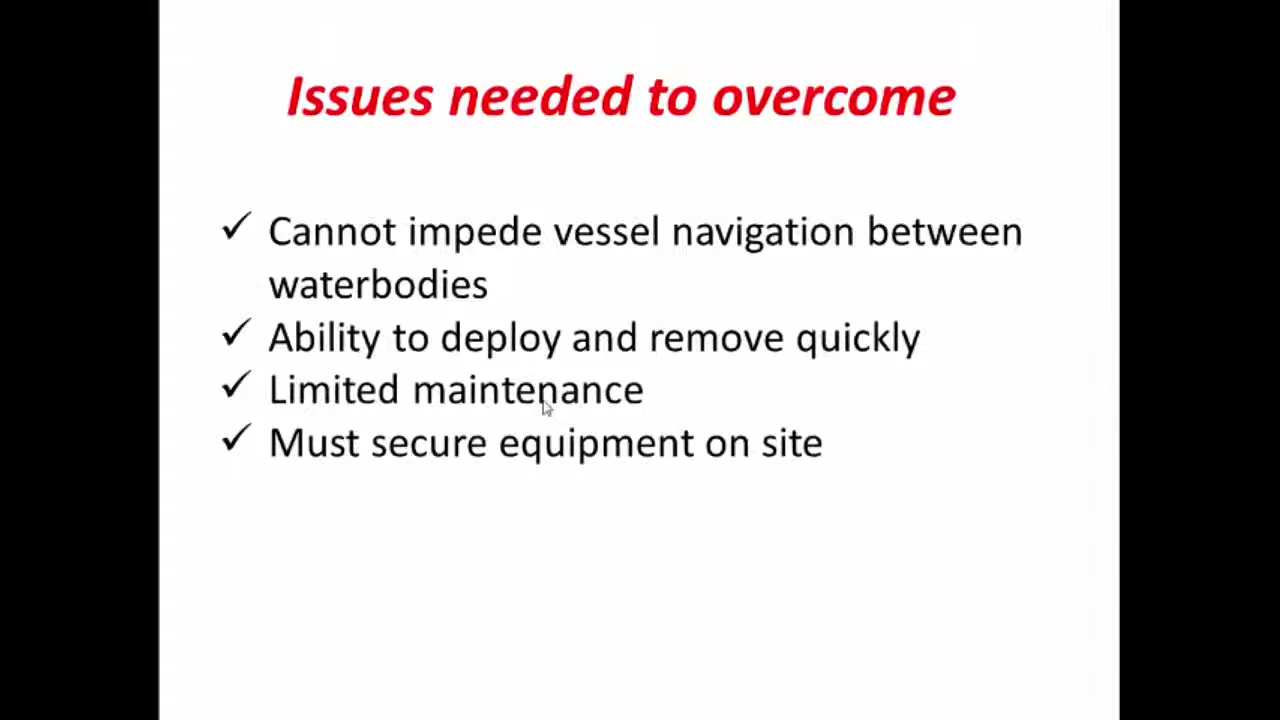 Issues needed to overcome
✓ Cannot impede vessel navigation between
waterbodies
✓ Ability to deploy and remove quickly
✓ Limited maintenance
✓ Must secure equipment on site